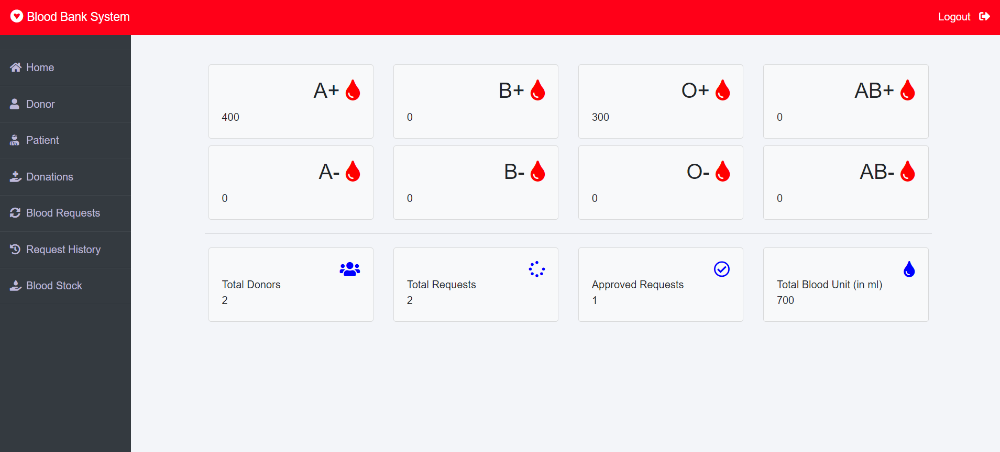 Blood Bank System
Logout
Home
Donor
Patient
Donations
Blood Requests
Request History
Blood Stock
A+
400
B+
0
O+
300
AB+
0
A-
0
B-
0
O-
0
AB-
0
Total Donors
2
Total Requests
2
Approved Requests
1
Total Blood Unit (in ml)
700